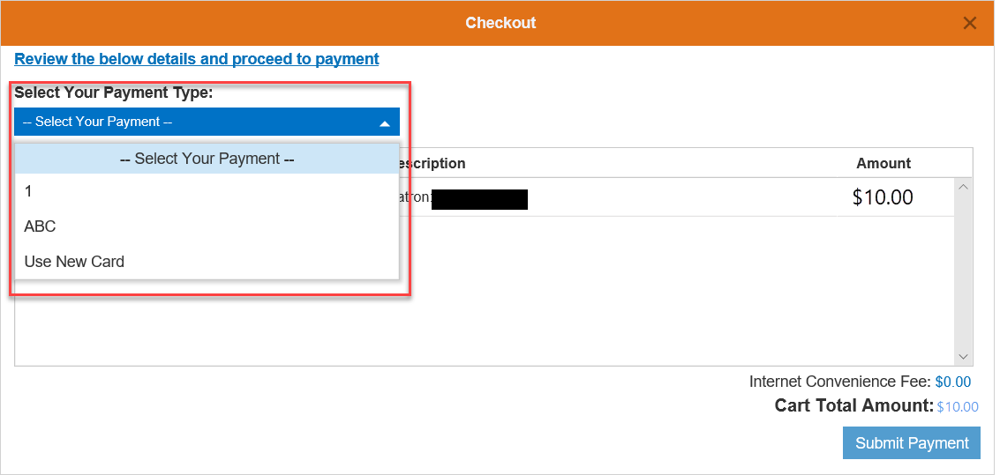 Checkout
Review the below details and proceed to payment
Select Your Payment Type:
-- Select Your Payment --
-- Select Your Payment --
1
ABC
Use New Card
escription Amount
atron: $10.00
Internet Convenience Fee: $0.00
Cart Total Amount: $10.00
Submit Payment